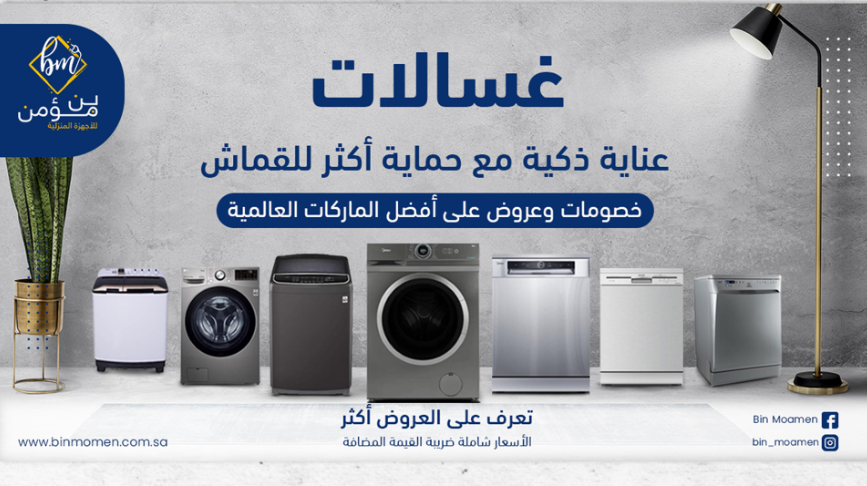 bm
بن
مؤمن
للأجهزة المنزلية
غسالات
عناية ذكية مع حماية أكثر للقماش
خصومات وعروض على أفضل الماركات العالمية
تعرف على العروض أكثر
الأسعار شاملة ضريبة القيمة المضافة
www.binmomen.com.sa
Bin Moamen
bin_moamen